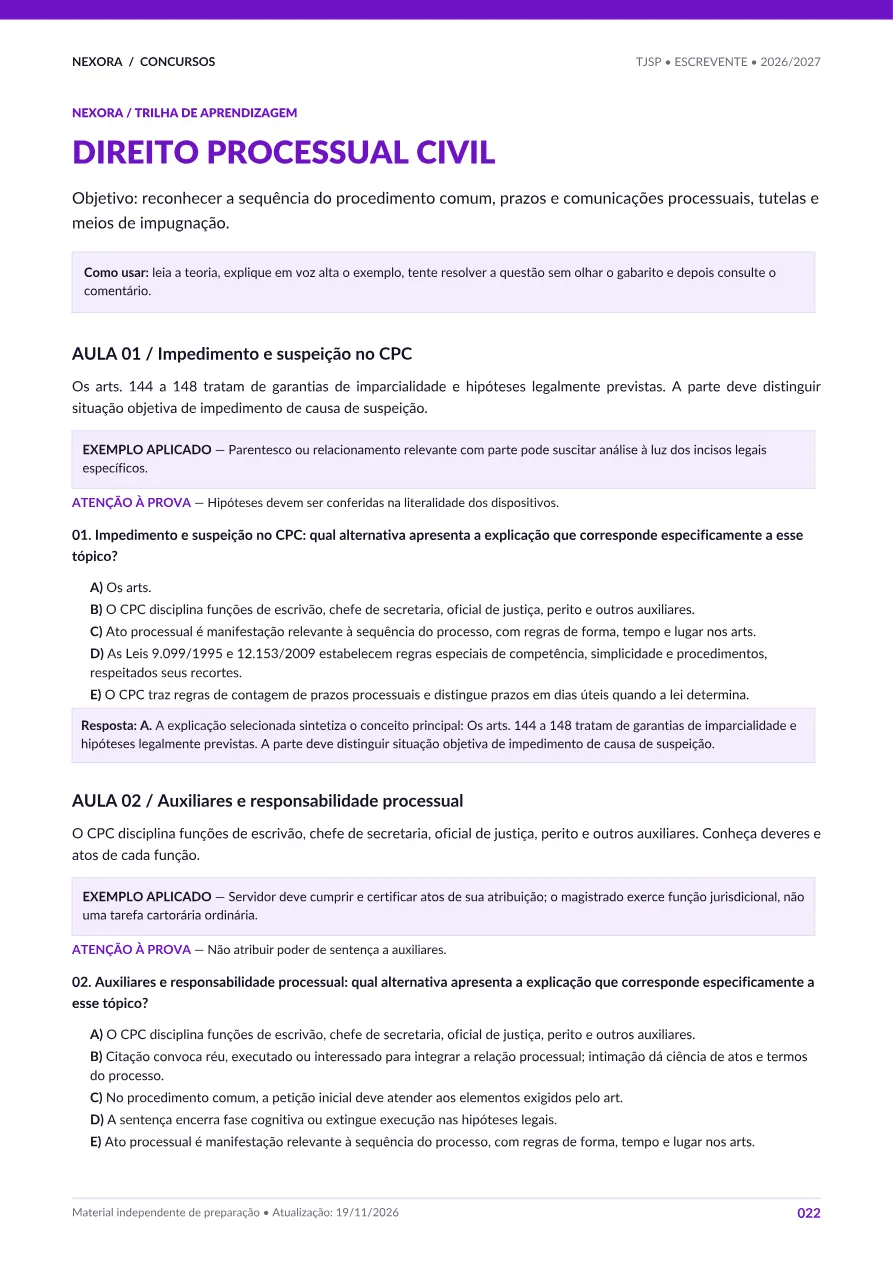 NEXORA / CONCURSOS
TJSP • ESCREVENTE • 2026/2027
NEXORA / TRILHA DE APRENDIZAGEM
DIREITO PROCESSUAL CIVIL
Objetivo: reconhecer a sequência do procedimento comum, prazos e comunicações processuais, tutelas e
meios de impugnação.
Como usar: leia a teoria, explique em voz alta o exemplo, tente resolver a questão sem olhar o gabarito e depois consulte o
comentário.
AULA 01 / Impedimento e suspeição no CPC
Os arts. 144 a 148 tratam de garantias de imparcialidade e hipóteses legalmente previstas. A parte deve distinguir
situação objetiva de impedimento de causa de suspeição.
EXEMPLO APLICADO — Parentesco ou relacionamento relevante com parte pode suscitar análise à luz dos incisos legais
específicos.
ATENÇÃO À PROVA — Hipóteses devem ser conferidas na literalidade dos dispositivos.
01. Impedimento e suspeição no CPC: qual alternativa apresenta a explicação que corresponde especificamente a esse
tópico?
A) Os arts.
B) O CPC disciplina funções de escrivão, chefe de secretaria, oficial de justiça, perito e outros auxiliares.
C) Ato processual é manifestação relevante à sequência do processo, com regras de forma, tempo e lugar nos arts.
D) As Leis 9.099/1995 e 12.153/2009 estabelecem regras especiais de competência, simplicidade e procedimentos,
respeitados seus recortes.
E) O CPC traz regras de contagem de prazos processuais e distingue prazos em dias úteis quando a lei determina.
Resposta: A. A explicação selecionada sintetiza o conceito principal: Os arts. 144 a 148 tratam de garantias de imparcialidade e
hipóteses legalmente previstas. A parte deve distinguir situação objetiva de impedimento de causa de suspeição.
AULA 02 / Auxiliares e responsabilidade processual
O CPC disciplina funções de escrivão, chefe de secretaria, oficial de justiça, perito e outros auxiliares. Conheça deveres e
atos de cada função.
EXEMPLO APLICADO — Servidor deve cumprir e certificar atos de sua atribuição; o magistrado exerce função jurisdicional, não
uma tarefa cartorária ordinária.
ATENÇÃO À PROVA — Não atribuir poder de sentença a auxiliares.
02. Auxiliares e responsabilidade processual: qual alternativa apresenta a explicação que corresponde especificamente a
esse tópico?
A) O CPC disciplina funções de escrivão, chefe de secretaria, oficial de justiça, perito e outros auxiliares.
B) Citação convoca réu, executado ou interessado para integrar a relação processual; intimação dá ciência de atos e termos
do processo.
C) No procedimento comum, a petição inicial deve atender aos elementos exigidos pelo art.
D) A sentença encerra fase cognitiva ou extingue execução nas hipóteses legais.
E) Ato processual é manifestação relevante à sequência do processo, com regras de forma, tempo e lugar nos arts.
Material independente de preparação • Atualização: 19/11/2026
022